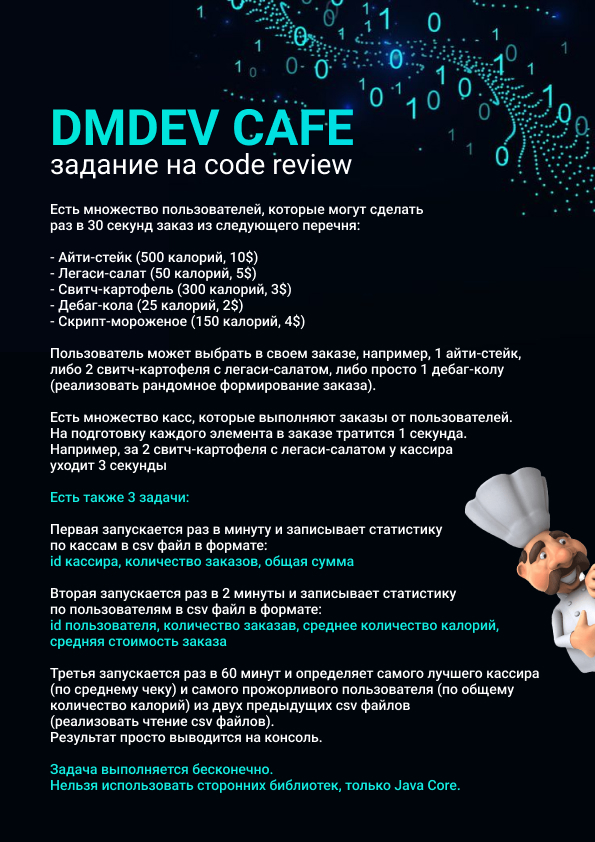 DMDEV CAFE
задание на code review
Есть множество пользователей, которые могут сделать
раз в 30 секунд заказ из следующего перечня:
- Айти-стейк (500 калорий, 10$)
- Легаси-салат (50 калорий, 5$)
- Свитч-картофель (300 калорий, 3$)
- Дебаг-кола (25 калорий, 2$)
- Скрипт-мороженое (150 калорий, 4$)
Пользователь может выбрать в своем заказе, например, 1 айти-стейк,
либо 2 свитч-картофеля с легаси-салатом, либо просто 1 дебаг-колу
(реализовать рандомное формирование заказа).
Есть множество касс, которые выполняют заказы от пользователей.
На подготовку каждого элемента в заказе тратится 1 секунда.
Например, за 2 свитч-картофеля с легаси-салатом у кассира
уходит 3 секунды
Есть также 3 задачи:
Первая запускается раз в минуту и записывает статистику
по кассам в csv файл в формате:
id кассира, количество заказов, общая сумма
Вторая запускается раз в 2 минуты и записывает статистику
по пользователям в csv файл в формате:
id пользователя, количество заказав, среднее количество калорий,
средняя стоимость заказа
Третья запускается раз в 60 минут и определяет самого лучшего кассира
(по среднему чеку) и самого прожорливого пользователя (по общему
количество калорий) из двух предыдущих csv файлов
(реализовать чтение csv файлов).
Результат просто выводится на консоль.
Задача выполняется бесконечно.
Нельзя использовать сторонних библиотек, только Java Core.